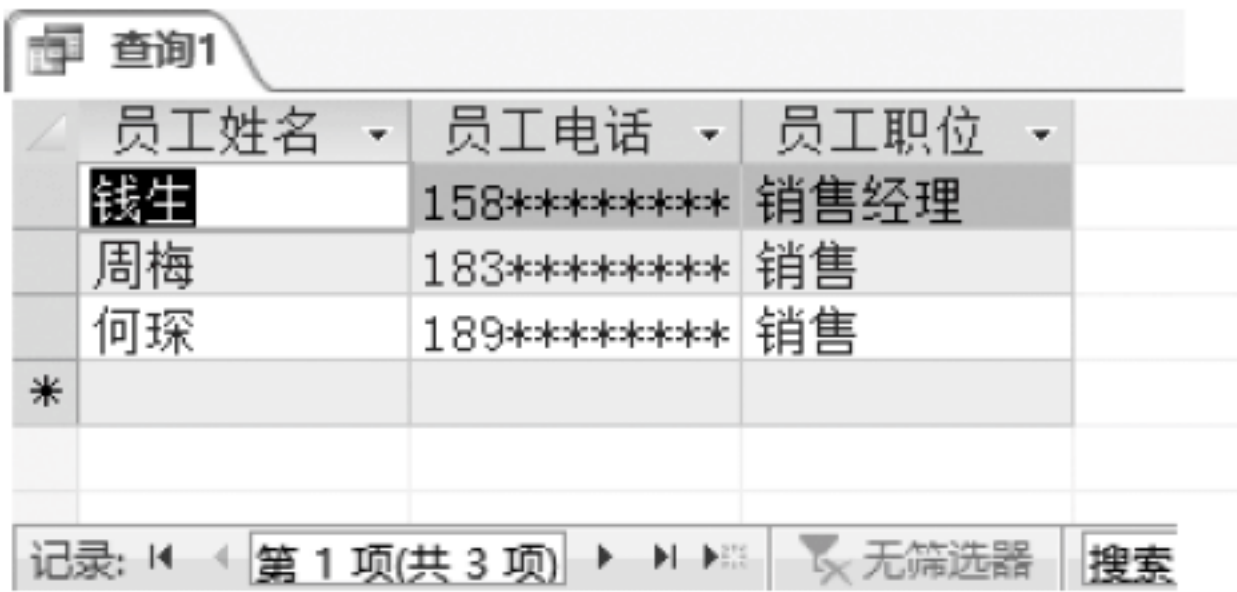 查询1
员工姓名 员工电话 员工职位
钱生 158******** 销售经理
周梅 183******** 销售
何琛 189******** 销售
*
记录: 第 1 项(共 3 项) 无筛选器 搜索